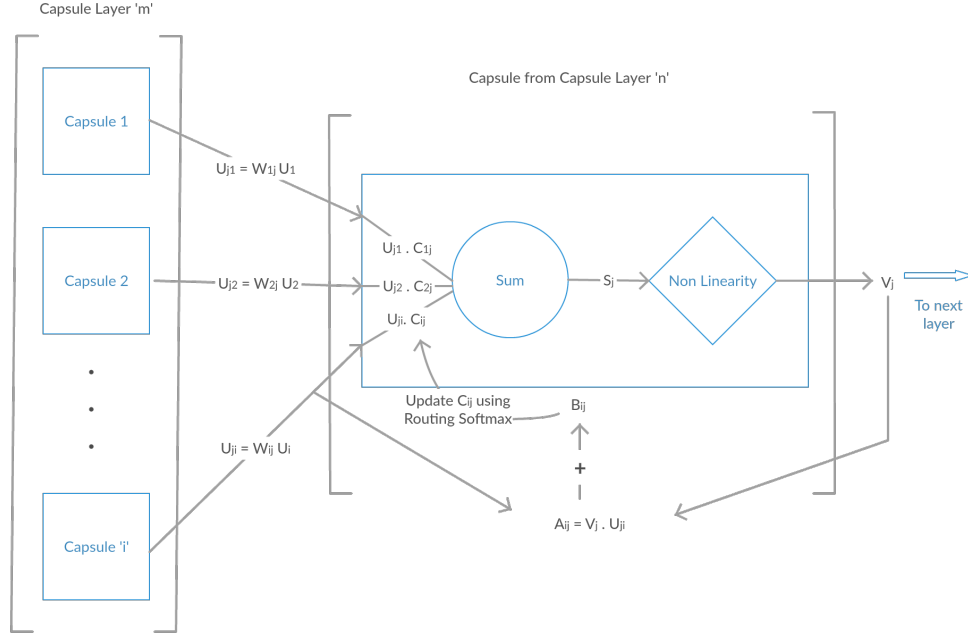 Capsule Layer 'm'
Capsule from Capsule Layer 'n'
Capsule 1
Uj1 = W1j U1
Uj1 . C1j
Capsule 2
Uj2 = W2j U2
Uj2 . C2j
Sum
Sj
Non Linearity
Vj
To next
layer
Uji. Cij
Update Cij using
Routing Softmax
Bij
Uji = Wij Ui
+
Aij = Vj . Uji
Capsule 'i'